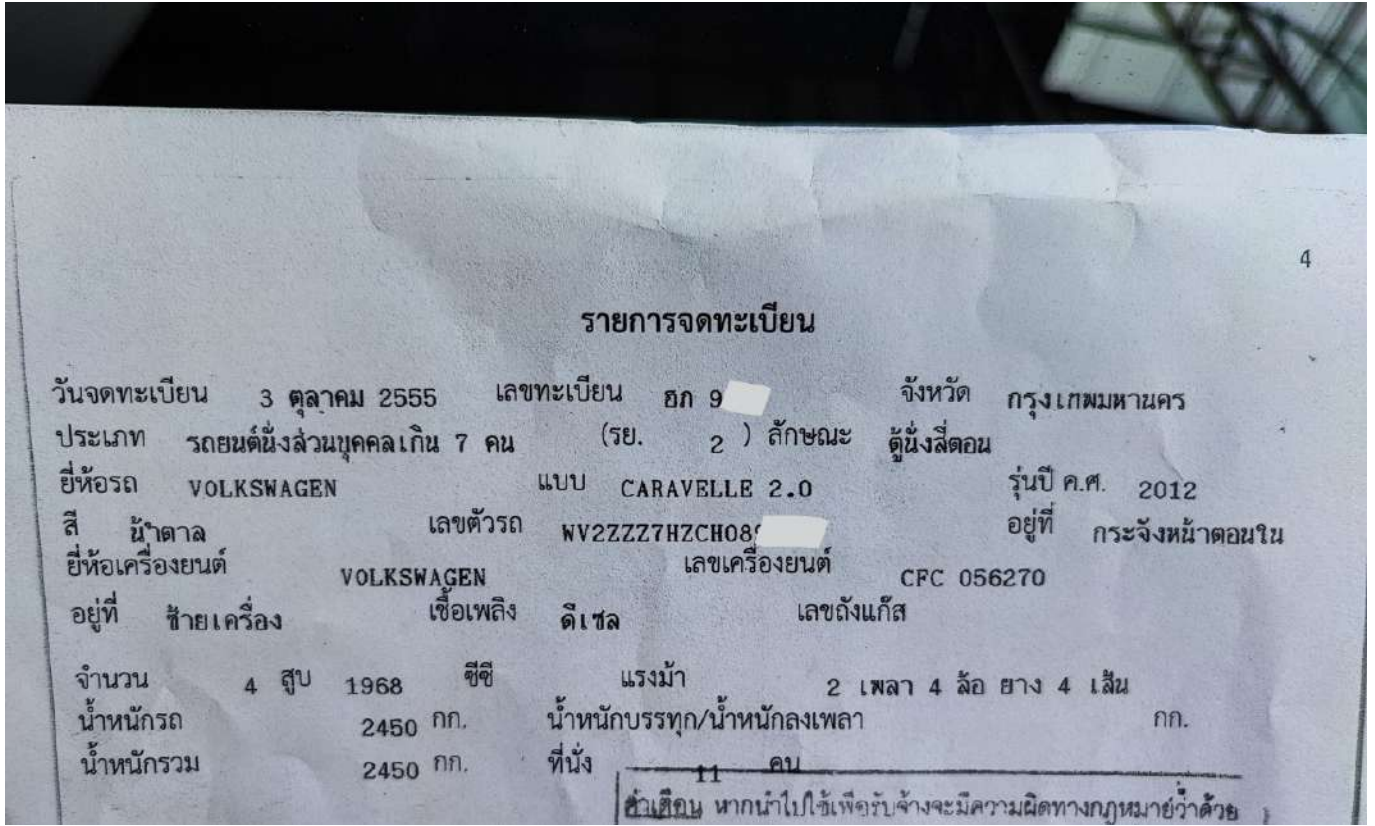 4
รายการจดทะเบียน
วันจดทะเบียน 3 ตุลาคม 2555 เลขทะเบียน ฮก 9 จังหวัด กรุงเทพมหานคร
ประเภท รถยนต์นั่งส่วนบุคคลเกิน 7 คน (รย. 2 ) ลักษณะ ตู้นั่งสี่ตอน
ยี่ห้อรถ VOLKSWAGEN แบบ CARAVELLE 2.0 รุ่นปี ค.ศ. 2012
สี น้ำตาล เลขตัวรถ WV2ZZZ7HZCH08 อยู่ที่ กระจังหน้าตอนใน
ยี่ห้อเครื่องยนต์ VOLKSWAGEN เลขเครื่องยนต์ CFC 056270
อยู่ที่ ซ้ายเครื่อง เชื้อเพลิง ดีเซล เลขถังแก๊ส
จำนวน 4 สูบ 1968 ซีซี แรงม้า 2 เพลา 4 ล้อ ยาง 4 เส้น
น้ำหนักรถ 2450 กก. น้ำหนักบรรทุก/น้ำหนักลงเพลา กก.
น้ำหนักรวม 2450 กก. ที่นั่ง 11 คน
คำเตือน หากนำไปใช้เพื่อรับจ้างจะมีความผิดทางกฎหมายว่าด้วย